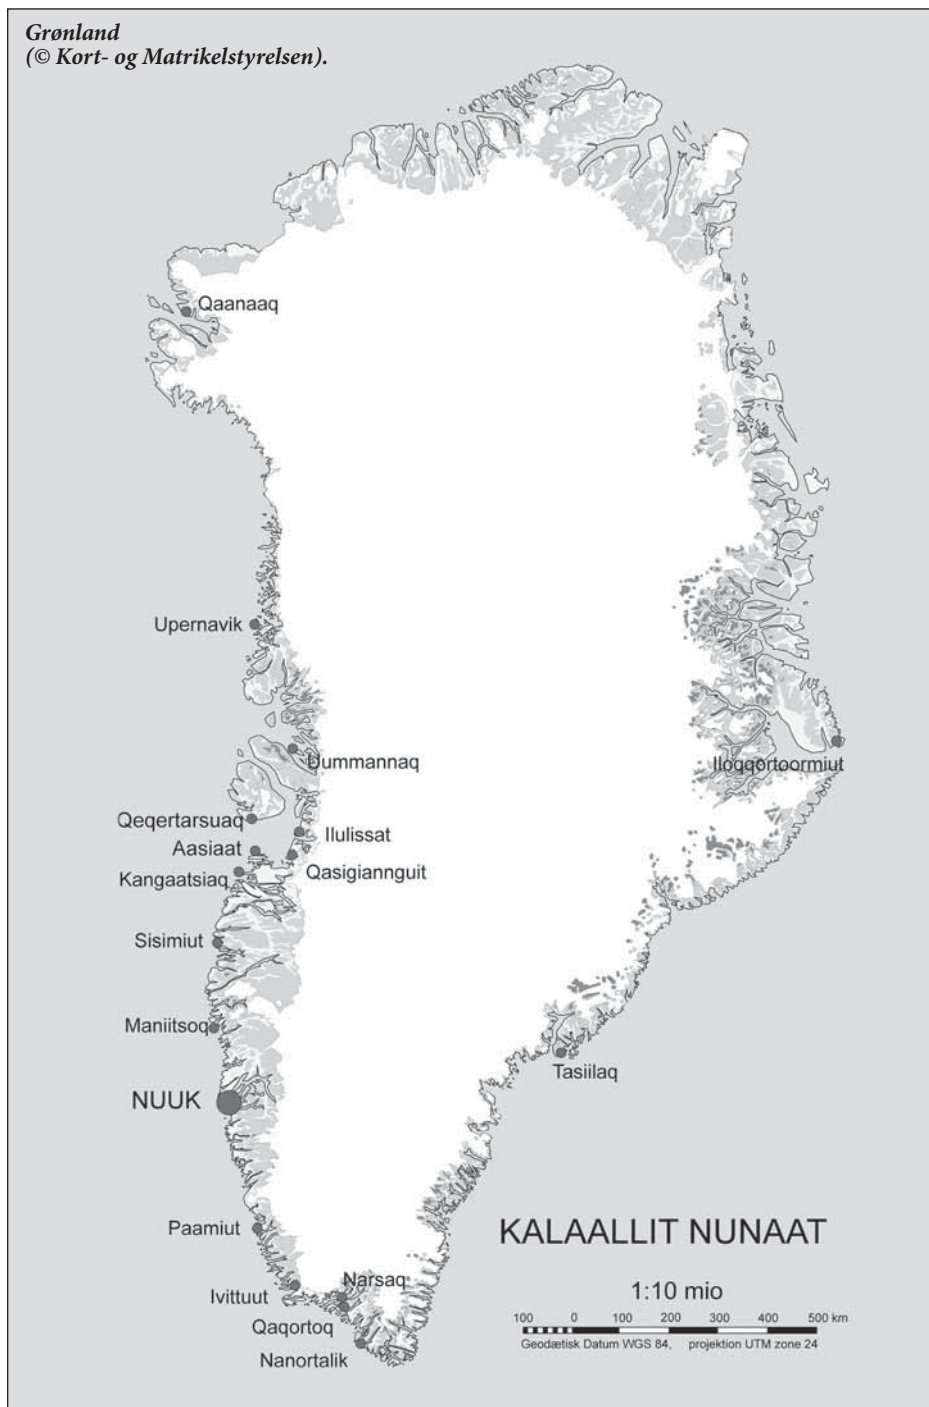 Grønland
(© Kort- og Matrikelstyrelsen).
Qaanaaq
Upernavik
Uummannaq
Iloqqortoormiut
Qeqertarsuaq
Ilulissat
Aasiaat
Qasigiannguit
Kangaatsiaq
Sisimiut
Maniitsoq
Tasiilaq
NUUK
Paamiut
KALAALLIT NUNAAT
Narsaq
Ivittuut
1:10 mio
Qaqortoq
100 0 100 200 300 400 500 km
Geodætisk Datum WGS 84, projektion UTM zone 24
Nanortalik